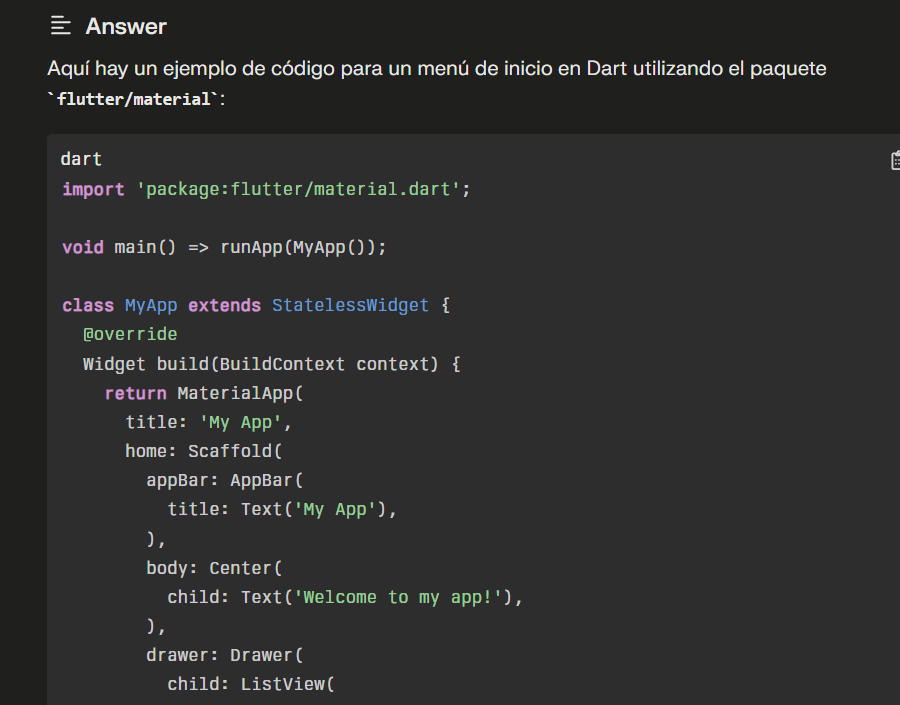 Answer
Aquí hay un ejemplo de código para un menú de inicio en Dart utilizando el paquete
`flutter/material`:
dart
import 'package:flutter/material.dart';
void main() => runApp(MyApp());
class MyApp extends StatelessWidget {
@override
Widget build(BuildContext context) {
return MaterialApp(
title: 'My App',
home: Scaffold(
appBar: AppBar(
title: Text('My App'),
),
body: Center(
child: Text('Welcome to my app!'),
),
drawer: Drawer(
child: ListView(